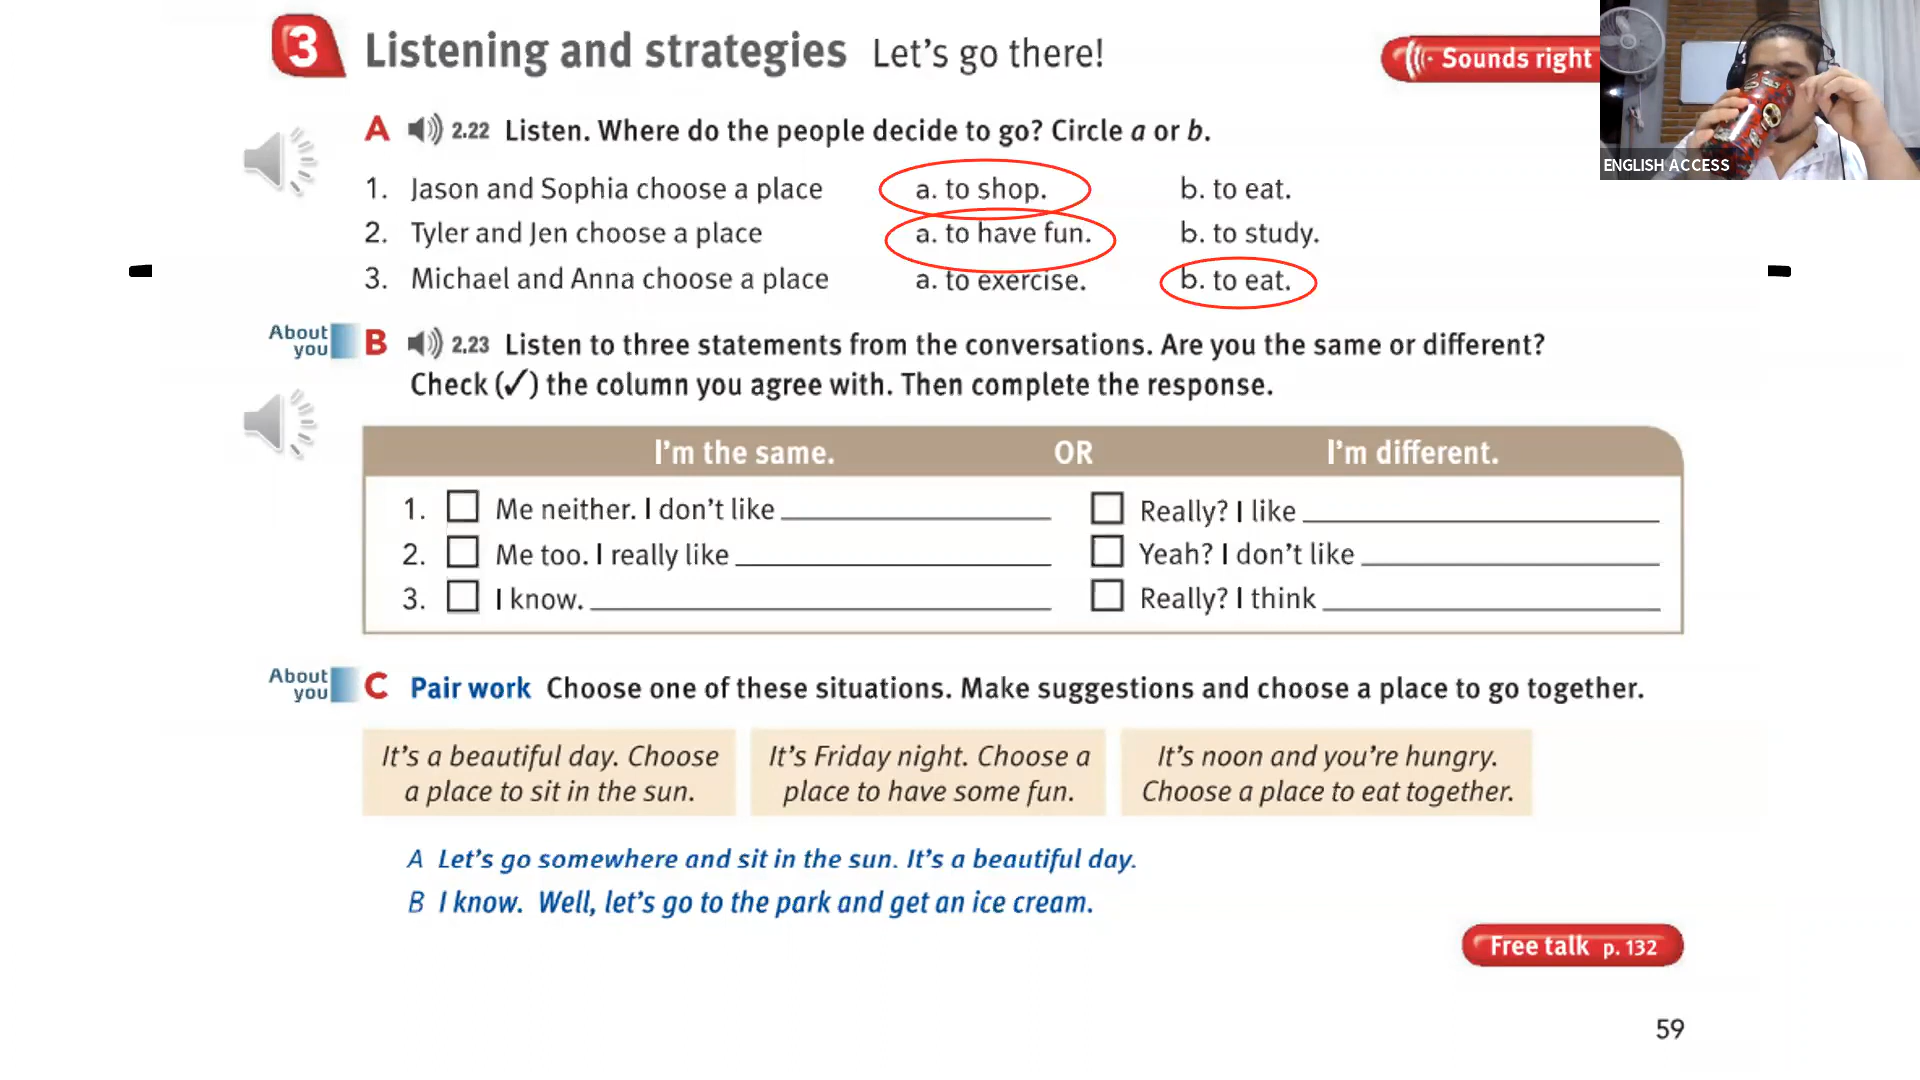 3 Listening and strategies Let's go there!
Sounds right
A 2.22 Listen. Where do the people decide to go? Circle a or b.
ENGLISH ACCESS
1. Jason and Sophia choose a place a. to shop. b. to eat.
2. Tyler and Jen choose a place a. to have fun. b. to study.
3. Michael and Anna choose a place a. to exercise. b. to eat.
About you B 2.23 Listen to three statements from the conversations. Are you the same or different?
Check (✓) the column you agree with. Then complete the response.
I'm the same. OR I'm different.
1. Me neither. I don't like Really? I like
2. Me too. I really like Yeah? I don't like
3. I know. Really? I think
About you C Pair work Choose one of these situations. Make suggestions and choose a place to go together.
It's a beautiful day. Choose
a place to sit in the sun.
It's Friday night. Choose a
place to have some fun.
It's noon and you're hungry.
Choose a place to eat together.
A Let's go somewhere and sit in the sun. It's a beautiful day.
B I know. Well, let's go to the park and get an ice cream.
Free talk p. 132
59